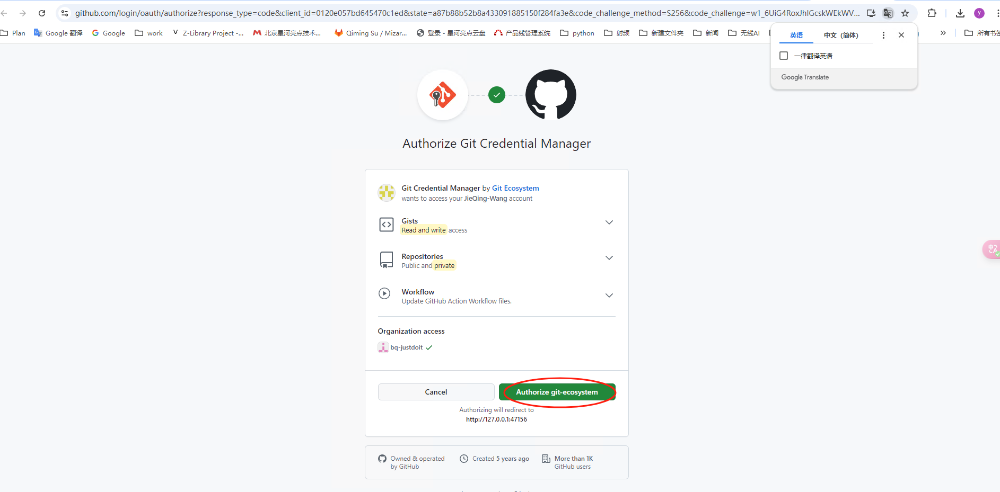 github.com/login/oauth/authorize?response_type=code&client_id=0120e057bd645470c1ed&state=a87b88b52b8a433091885150f284fa3e&code_challenge_method=S256&code_challenge=w1_6UiG4RoxJhlGcskWEkWV...
y
Plan
Google 翻译
Google
work
Z-Library Project -...
北京星河亮点技术...
Qiming Su / Mizar...
登录 - 星河亮点云盘
产品线管理系统
python
射频
新建文件夹
新闻
无线AI
»
所有书签
英语
中文（简体）
一律翻译英语
Google Translate
Authorize Git Credential Manager
Git Credential Manager by Git Ecosystem
wants to access your JieQing-Wang account
Gists
Read and write access
Repositories
Public and private
Workflow
Update GitHub Action Workflow files.
Organization access
bq-justdoit
Cancel
Authorize git-ecosystem
Authorizing will redirect to
http://127.0.0.1:47156
Owned & operated
by GitHub
Created 5 years ago
More than 1K
GitHub users